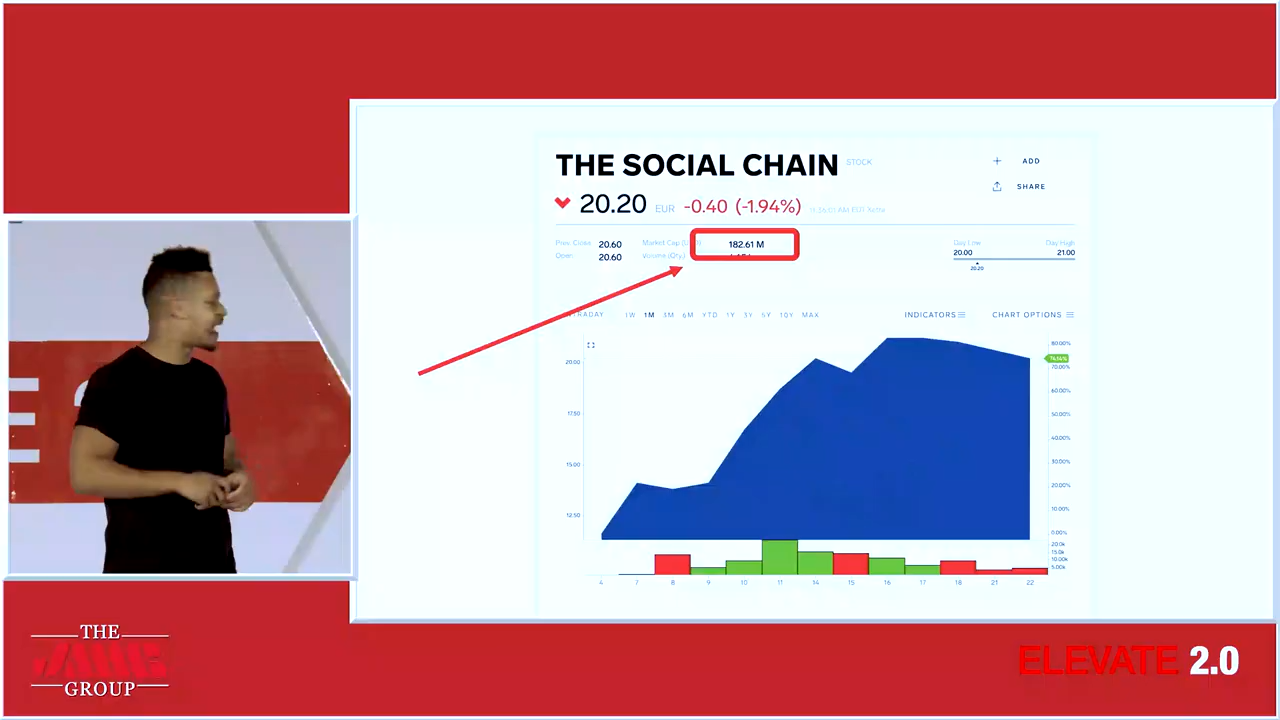 THE SOCIAL CHAIN STOCK
20.20 EUR -0.40 (-1.94%)
+ ADD
SHARE
Prev. Close 20.60 Market Cap 182.61 M
Open 20.60 Volume (Qty.)
Day Low Day High
20.00 21.00
20.20
1W 1M 3M 6M YTD 1Y 3Y 5Y 10Y MAX
INDICATORS CHART OPTIONS
20.00
17.50
15.00
12.50
80.00%
70.00%
60.00%
50.00%
40.00%
30.00%
20.00%
10.00%
0.00%
20.0k
15.0k
10.00k
5.00k
4 7 8 9 10 11 14 15 16 17 18 21 22
E
THE
GROUP
ELEVATE 2.0